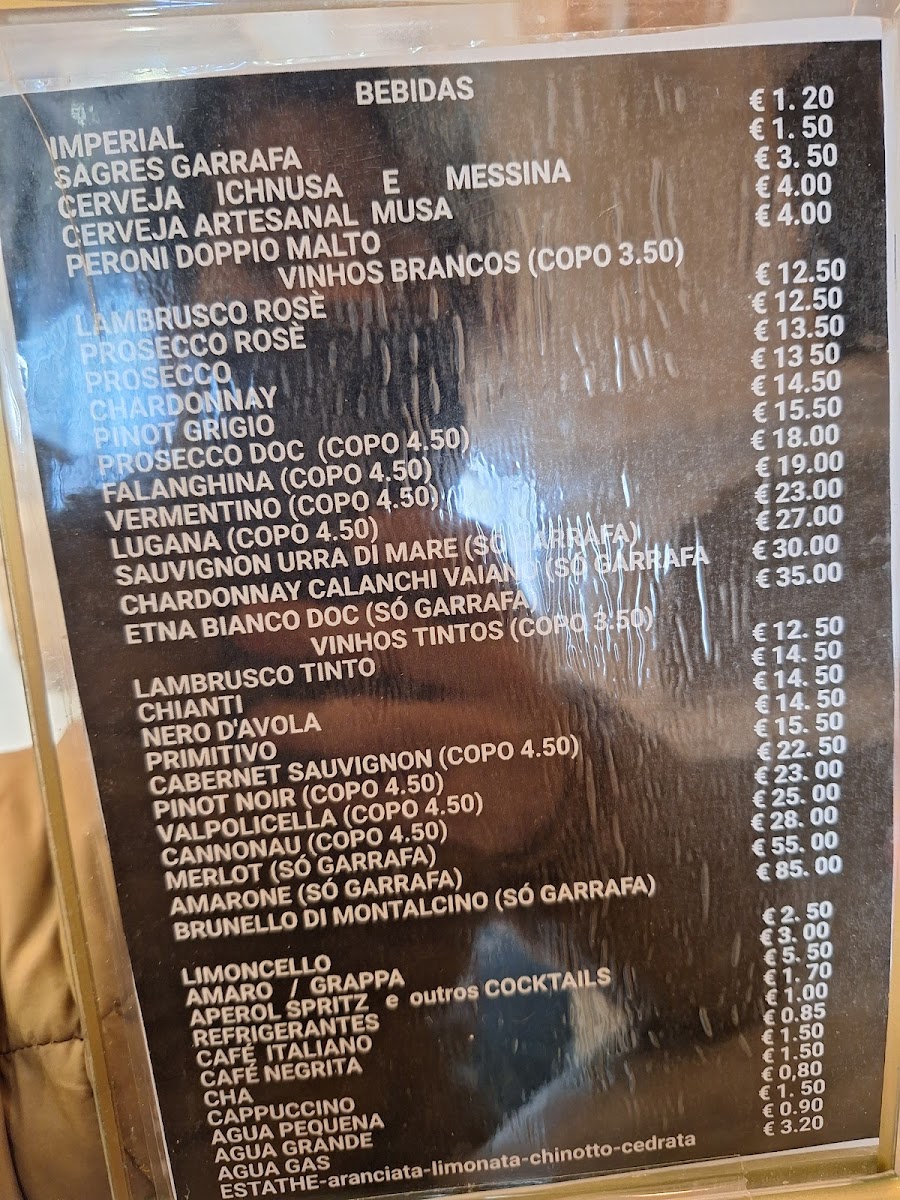 BEBIDAS
IMPERIAL € 1. 20
SAGRES GARRAFA € 1. 50
CERVEJA ICHNUSA E MESSINA € 3. 50
CERVEJA ARTESANAL MUSA € 4.00
PERONI DOPPIO MALTO € 4.00
VINHOS BRANCOS (COPO 3.50)
LAMBRUSCO ROSÈ € 12.50
PROSECCO ROSÈ € 12.50
PROSECCO € 13.50
CHARDONNAY € 13 50
PINOT GRIGIO € 14.50
PROSECCO DOC (COPO 4.50) € 15.50
FALANGHINA (COPO 4.50) € 18.00
VERMENTINO (COPO 4.50) € 19.00
LUGANA (COPO 4.50) € 23.00
SAUVIGNON URRA DI MARE (SÓ GARRAFA) € 27.00
CHARDONNAY CALANCHI VAIANO (SÓ GARRAFA € 30.00
ETNA BIANCO DOC (SÓ GARRAFA) € 35.00
VINHOS TINTOS (COPO 3.50)
LAMBRUSCO TINTO € 12. 50
CHIANTI € 14. 50
NERO D'AVOLA € 14. 50
PRIMITIVO € 14. 50
CABERNET SAUVIGNON (COPO 4.50) € 15. 50
PINOT NOIR (COPO 4.50) € 22. 50
VALPOLICELLA (COPO 4.50) € 23. 00
CANNONAU (COPO 4.50) € 25. 00
MERLOT (SÓ GARRAFA) € 28. 00
AMARONE (SÓ GARRAFA) € 55. 00
BRUNELLO DI MONTALCINO (SÓ GARRAFA) € 85. 00
LIMONCELLO € 2. 50
AMARO / GRAPPA € 3. 00
APEROL SPRITZ e outros COCKTAILS € 5. 50
REFRIGERANTES € 1. 70
CAFÉ ITALIANO € 1.00
CAFÉ NEGRITA € 0.85
CHA € 1.50
CAPPUCCINO € 1.50
AGUA PEQUENA € 0,80
AGUA GRANDE € 1. 50
AGUA GAS € 0.90
ESTATHE-aranciata-limonata-chinotto-cedrata € 3.20